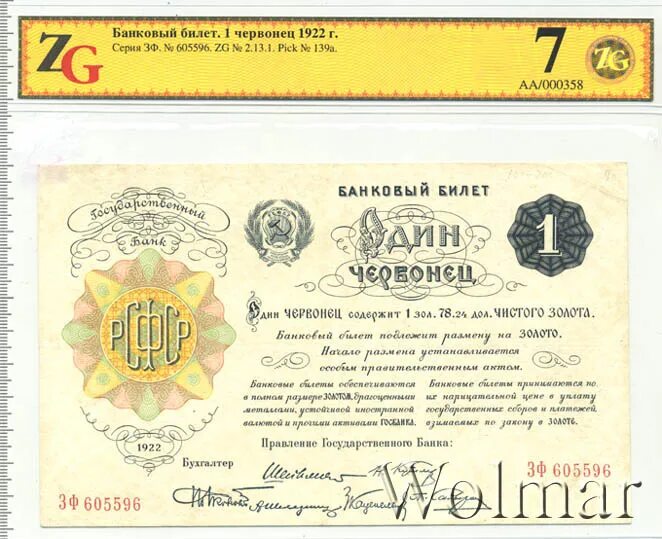 ZG
Банковый билет. 1 червонец 1922 г.
Серия ЗФ. № 605596. ZG № 2.13.1. Pick № 139a.
7
ZG
AA/000358
Государственный
Банк
РСФСР
1922
БАНКОВЫЙ БИЛЕТ
ОДИН
ЧЕРВОНЕЦ
1
Один ЧЕРВОНЕЦ содержит 1 зол. 78.24 дол. ЧИСТОГО ЗОЛОТА.
Банковый билет подложит размену на ЗОЛОТО.
Начало размена устанавливается
особым правительственным актом.
Банковые билеты обеспечиваются
в полном размере ЗОЛОТОМ, драгоценными
металами, устойчивой иностранной
валютой и прочими активами ГОСБАНКА.
Банковые билеты принимаются по
их нарицательной цене в уплату
государственных сборов и платежей,
взимаемых по закону в ЗОЛОТЕ.
Правление Государственного Банка:
Бухгалтер
ЗФ 605596
ЗФ 605596
Wolmar